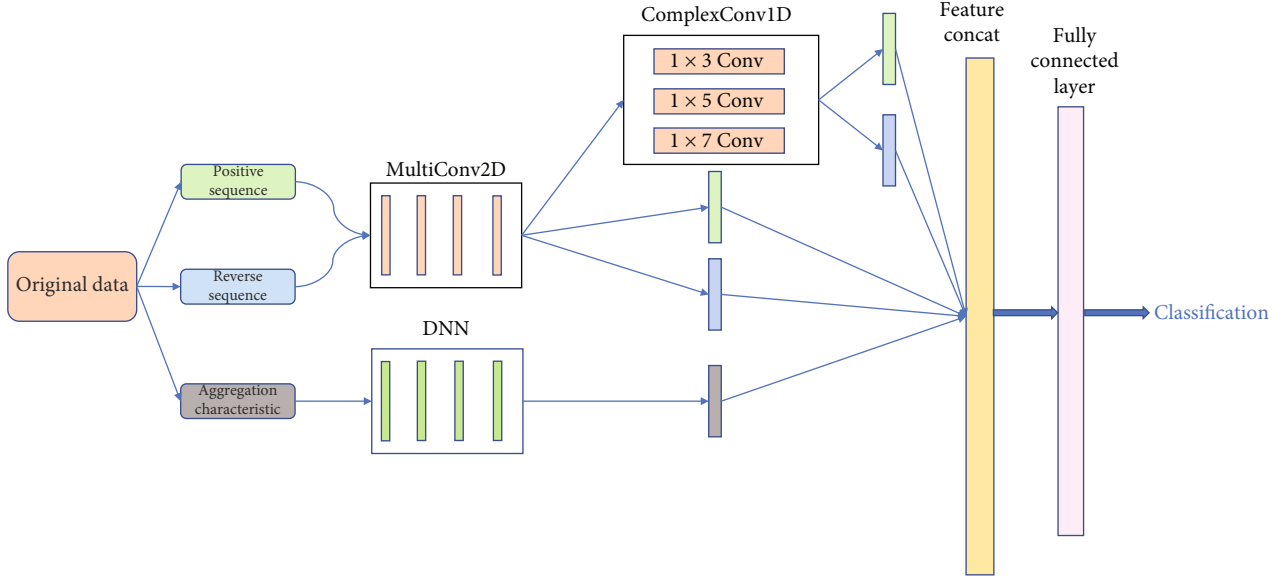 ComplexConv1D
1 × 3 Conv
1 × 5 Conv
1 × 7 Conv
Feature
concat
Fully
connected
layer
Positive
sequence
MultiConv2D
Original data
Reverse
sequence
Classification
DNN
Aggregation
characteristic